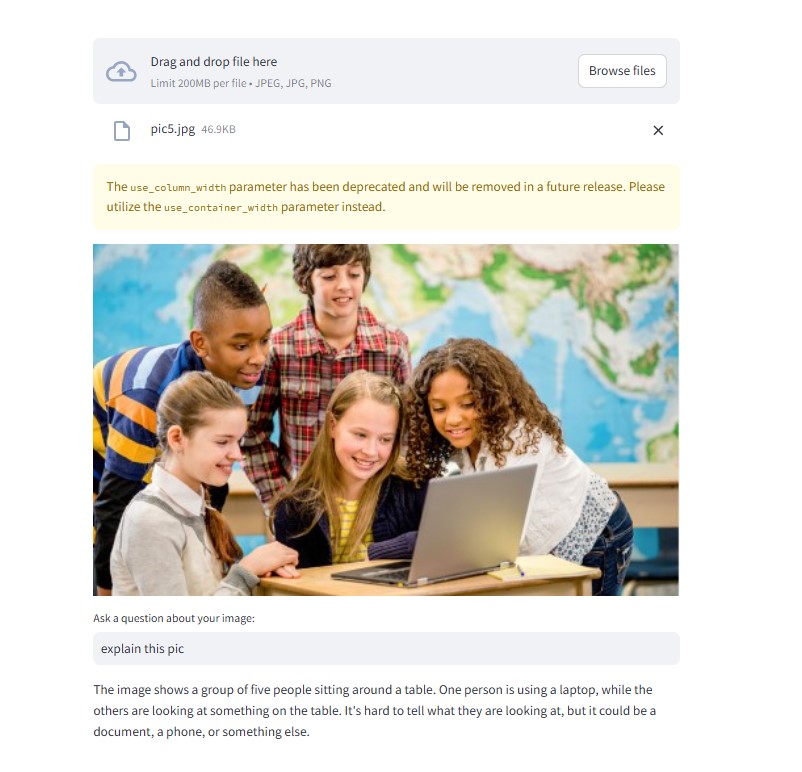 Drag and drop file here
Limit 200MB per file • JPEG, JPG, PNG
Browse files
pic5.jpg 46.9KB
The use_column_width parameter has been deprecated and will be removed in a future release. Please
utilize the use_container_width parameter instead.
Ask a question about your image:
explain this pic
The image shows a group of five people sitting around a table. One person is using a laptop, while the
others are looking at something on the table. It's hard to tell what they are looking at, but it could be a
document, a phone, or something else.